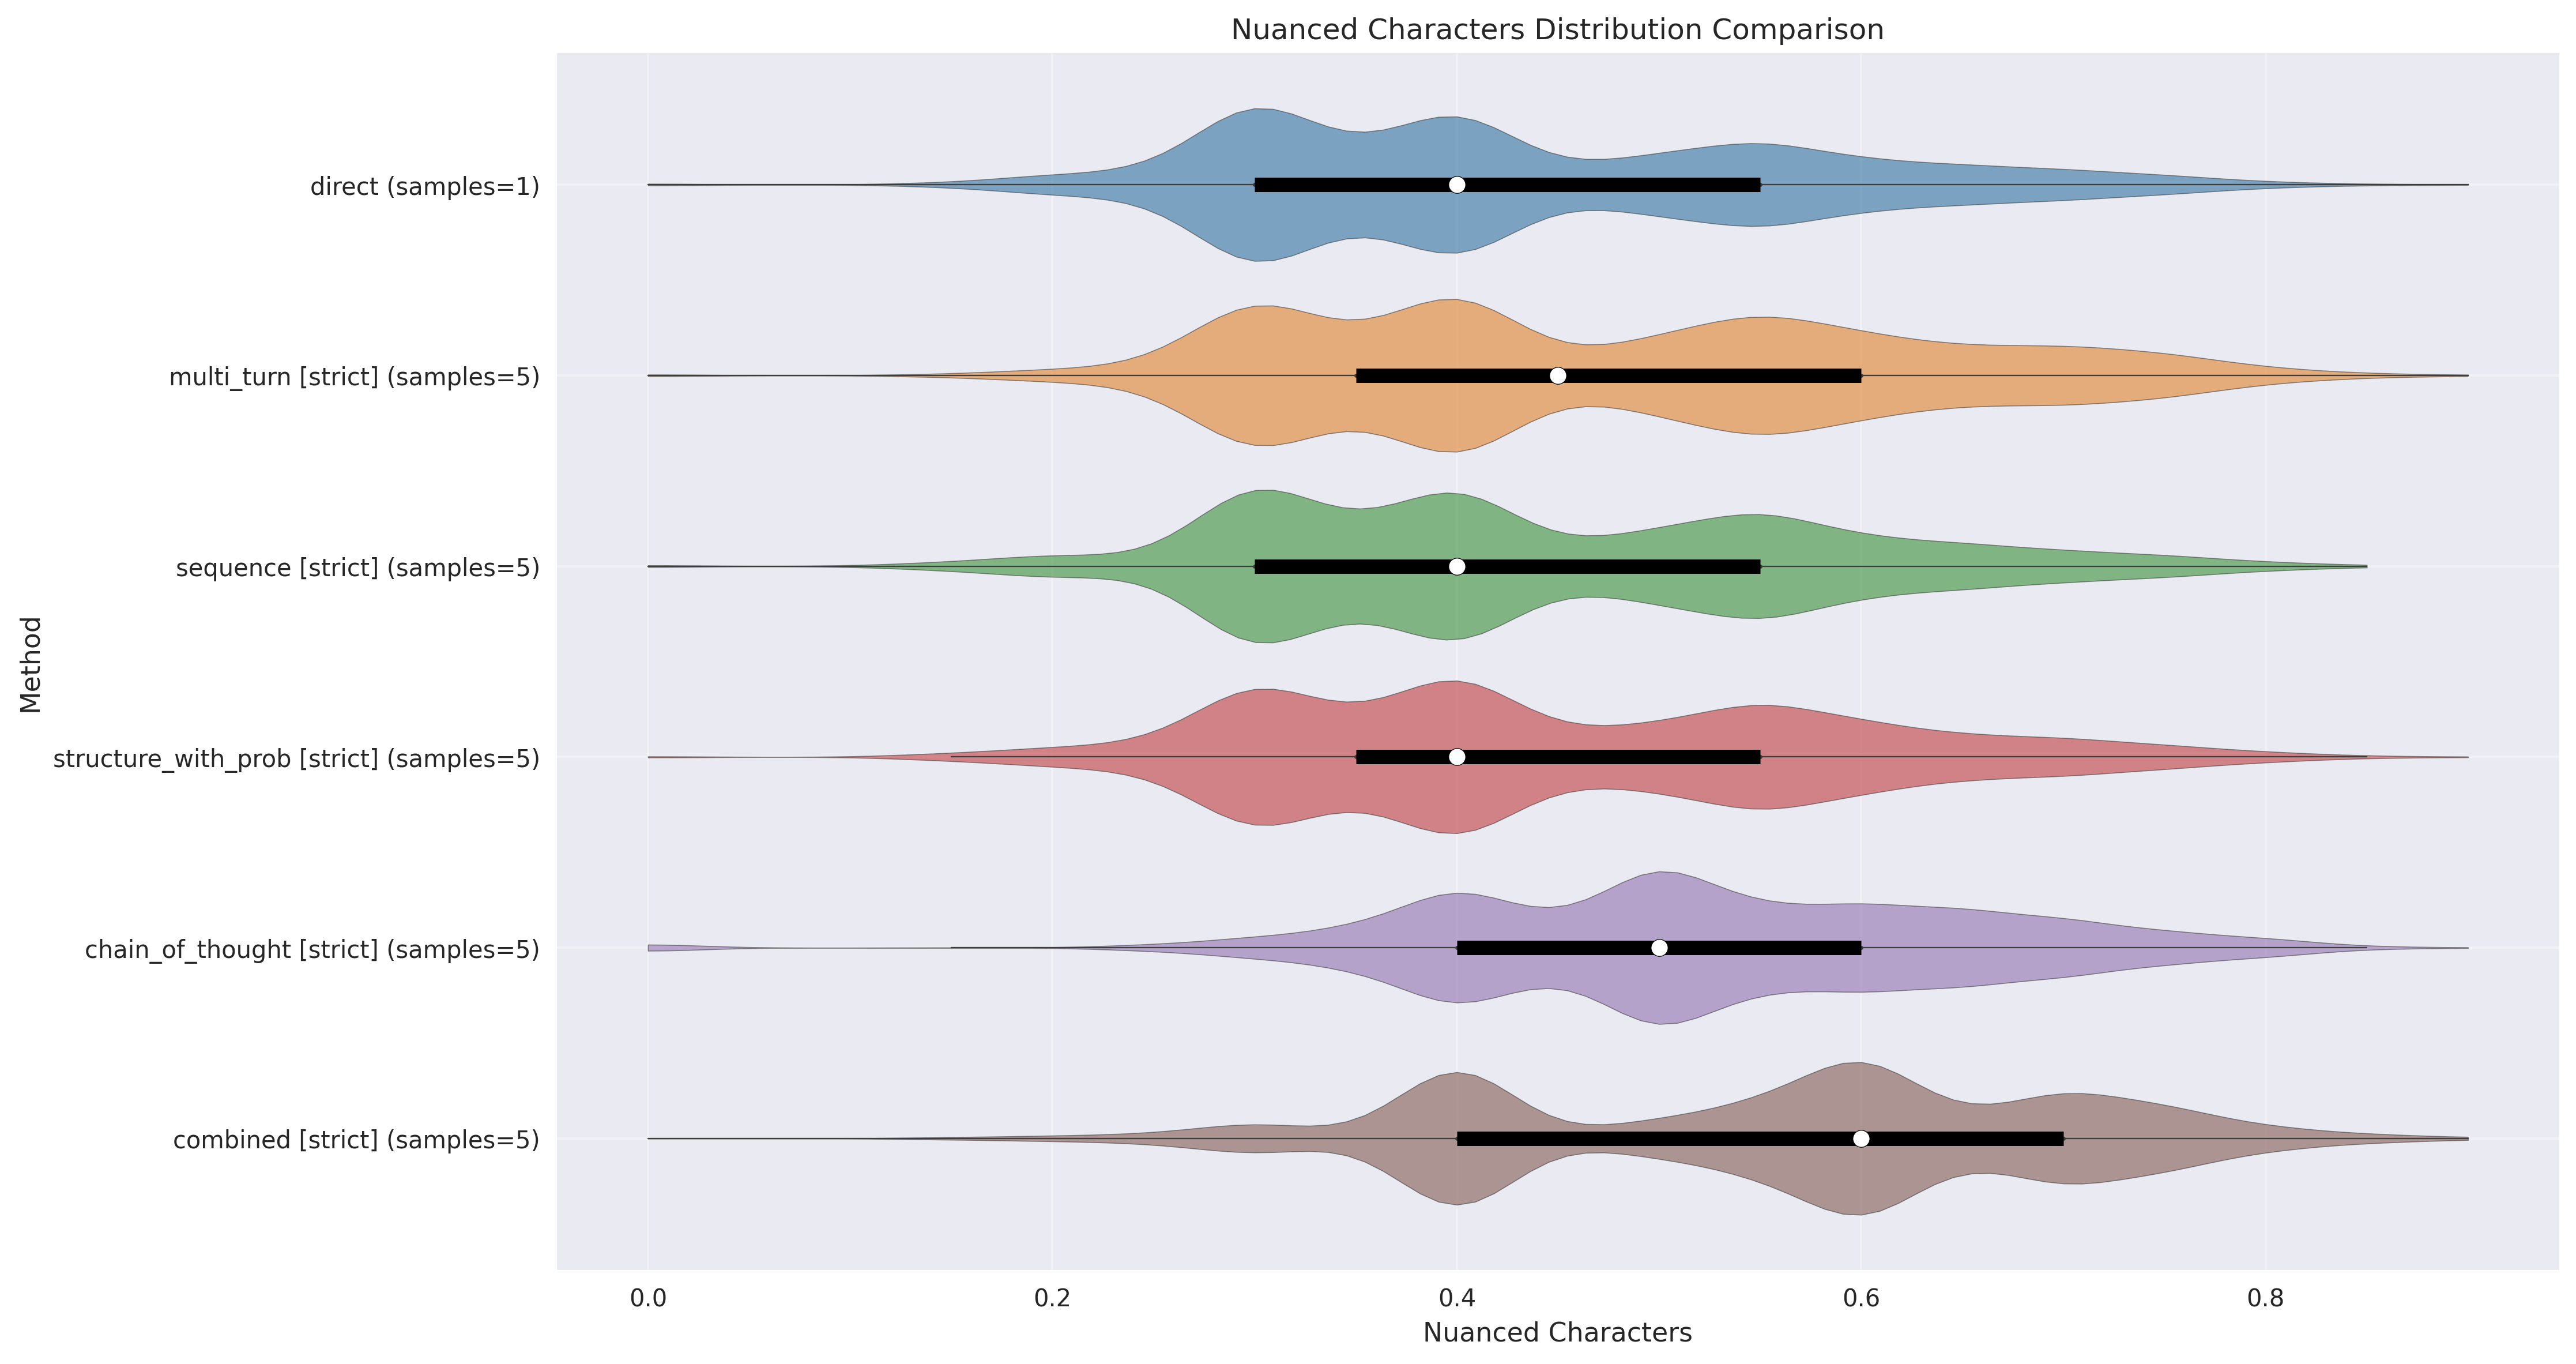 Nuanced Characters Distribution Comparison
Method
direct (samples=1)
multi_turn [strict] (samples=5)
sequence [strict] (samples=5)
structure_with_prob [strict] (samples=5)
chain_of_thought [strict] (samples=5)
combined [strict] (samples=5)
0.0 0.2 0.4 0.6 0.8
Nuanced Characters